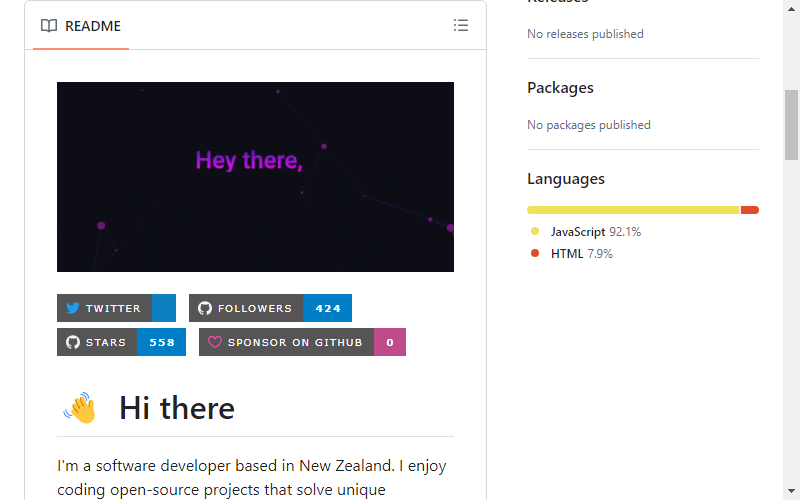 README
Hey there,
TWITTER
FOLLOWERS 424
STARS 558
SPONSOR ON GITHUB 0
👋 Hi there
I'm a software developer based in New Zealand. I enjoy
coding open-source projects that solve unique
Releases
No releases published
Packages
No packages published
Languages
JavaScript 92.1%
HTML 7.9%